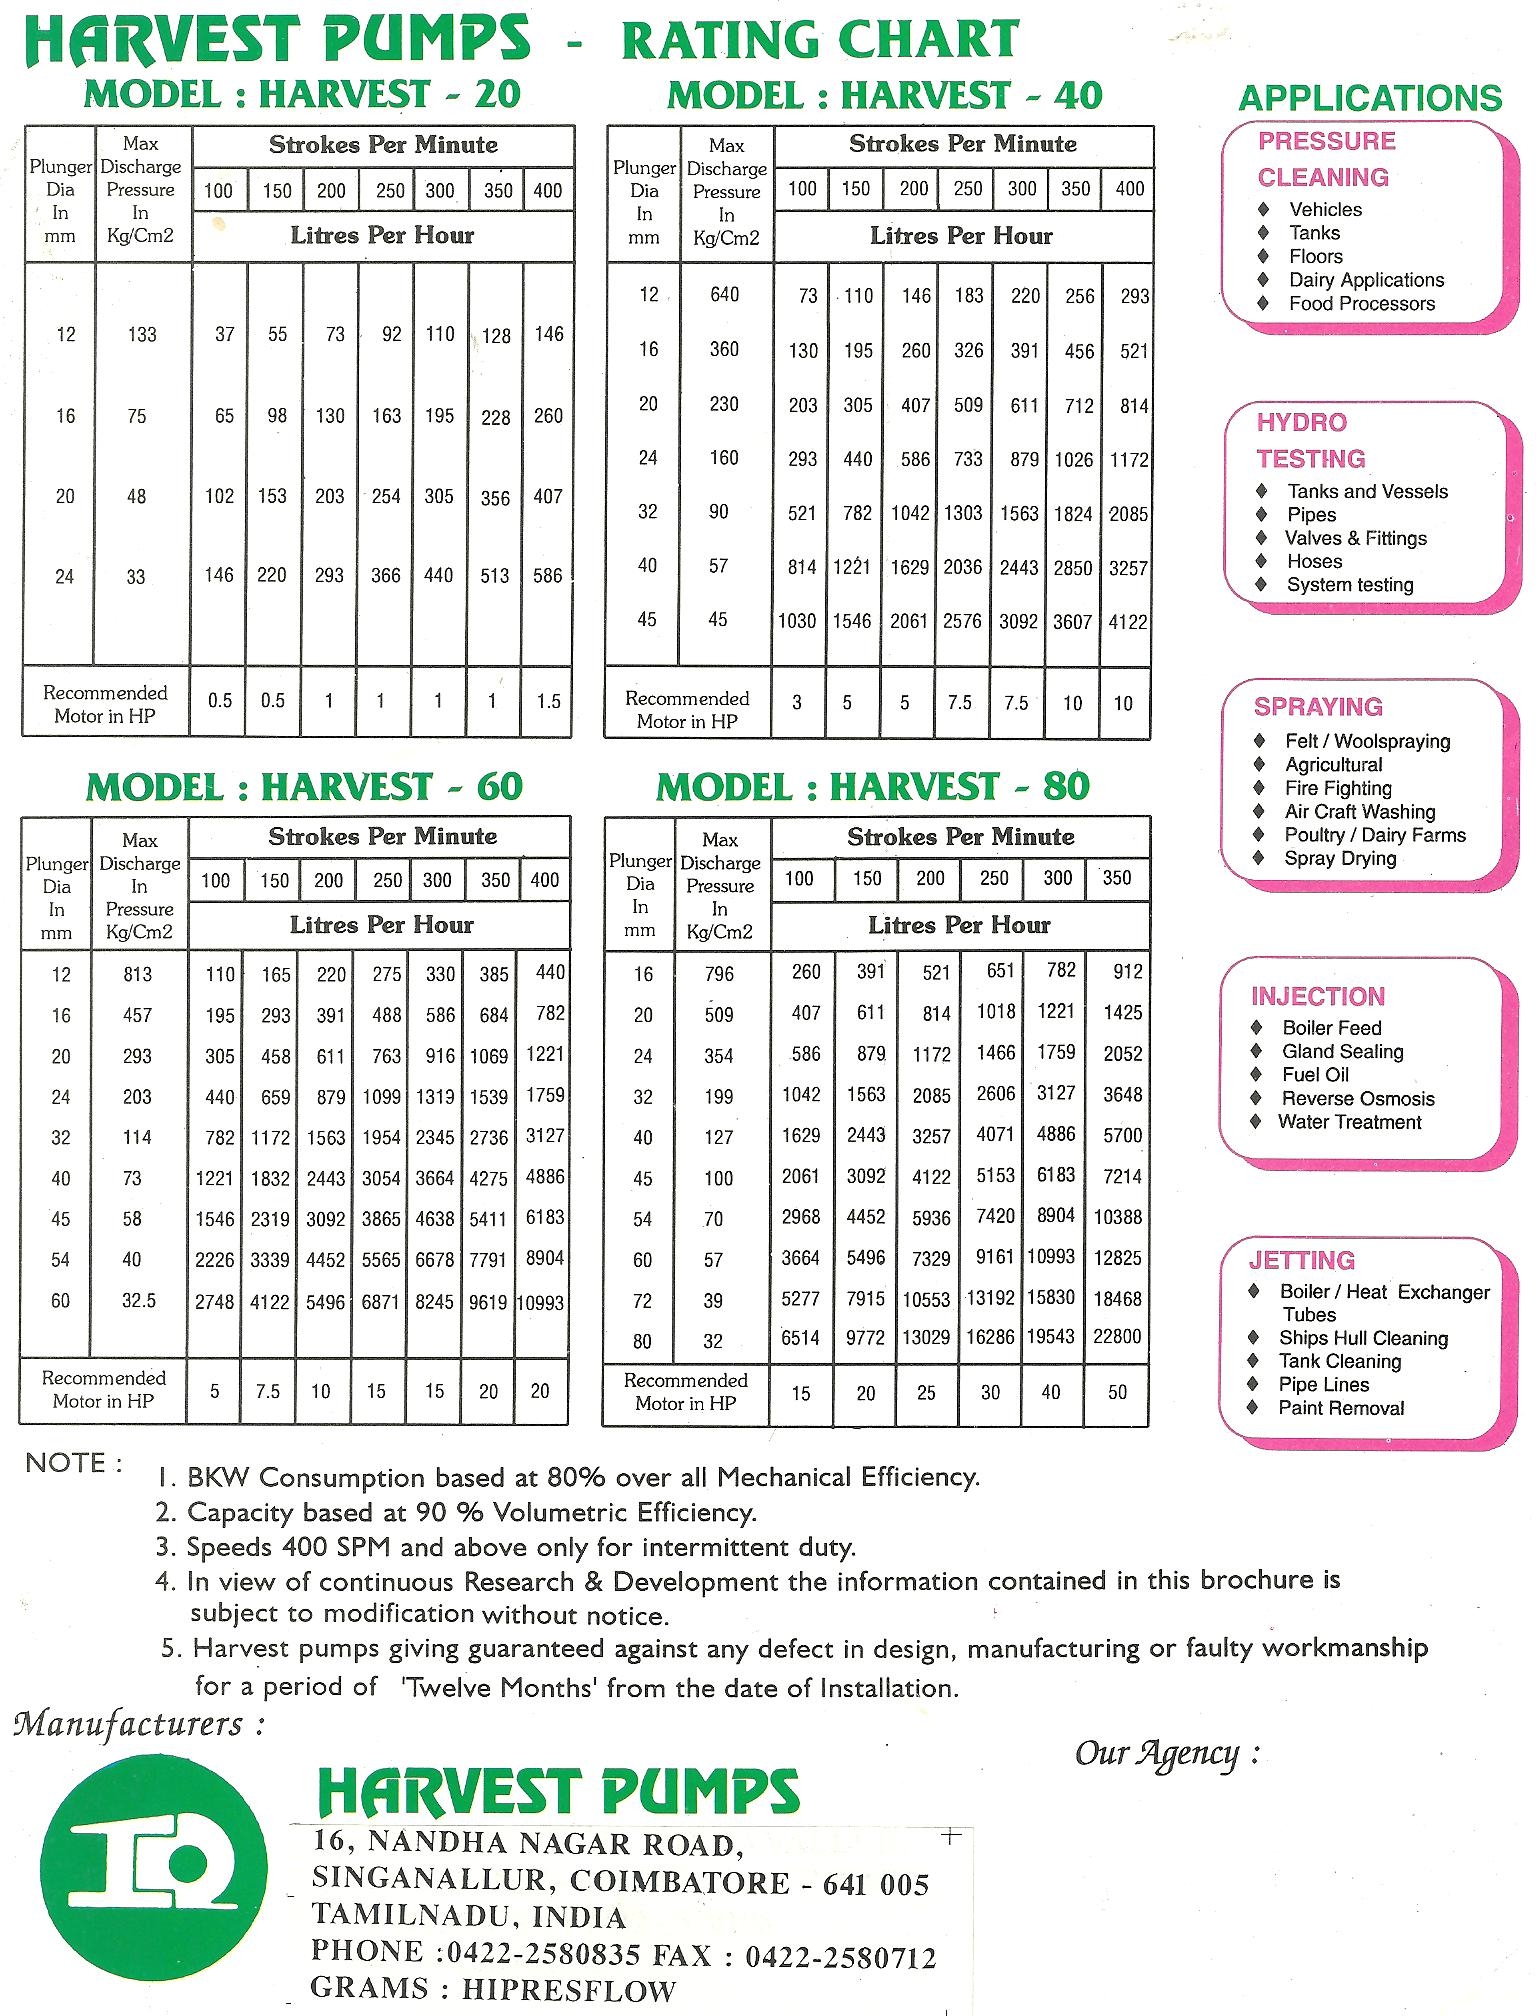 HARVEST PUMPS - RATING CHART
MODEL : HARVEST - 20
Plunger Dia In mm
Max Discharge Pressure In Kg/Cm2
Strokes Per Minute
100 150 200 250 300 350 400
Litres Per Hour
12 133 37 55 73 92 110 128 146
16 75 65 98 130 163 195 228 260
20 48 102 153 203 254 305 356 407
24 33 146 220 293 366 440 513 586
Recommended Motor in HP 0.5 0.5 1 1 1 1 1.5
MODEL : HARVEST - 40
Plunger Dia In mm
Max Discharge Pressure In Kg/Cm2
Strokes Per Minute
100 150 200 250 300 350 400
Litres Per Hour
12 640 73 110 146 183 220 256 293
16 360 130 195 260 326 391 456 521
20 230 203 305 407 509 611 712 814
24 160 293 440 586 733 879 1026 1172
32 90 521 782 1042 1303 1563 1824 2085
40 57 814 1221 1629 2036 2443 2850 3257
45 45 1030 1546 2061 2576 3092 3607 4122
Recommended Motor in HP 3 5 5 7.5 7.5 10 10
MODEL : HARVEST - 60
Plunger Dia In mm
Max Discharge In Pressure Kg/Cm2
Strokes Per Minute
100 150 200 250 300 350 400
Litres Per Hour
12 813 110 165 220 275 330 385 440
16 457 195 293 391 488 586 684 782
20 293 305 458 611 763 916 1069 1221
24 203 440 659 879 1099 1319 1539 1759
32 114 782 1172 1563 1954 2345 2736 3127
40 73 1221 1832 2443 3054 3664 4275 4886
45 58 1546 2319 3092 3865 4638 5411 6183
54 40 2226 3339 4452 5565 6678 7791 8904
60 32.5 2748 4122 5496 6871 8245 9619 10993
Recommended Motor in HP 5 7.5 10 15 15 20 20
MODEL : HARVEST - 80
Plunger Dia In mm
Max Discharge Pressure In Kg/Cm2
Strokes Per Minute
100 150 200 250 300 350
Litres Per Hour
16 796 260 391 521 651 782 912
20 509 407 611 814 1018 1221 1425
24 354 586 879 1172 1466 1759 2052
32 199 1042 1563 2085 2606 3127 3648
40 127 1629 2443 3257 4071 4886 5700
45 100 2061 3092 4122 5153 6183 7214
54 70 2968 4452 5936 7420 8904 10388
60 57 3664 5496 7329 9161 10993 12825
72 39 5277 7915 10553 13192 15830 18468
80 32 6514 9772 13029 16286 19543 22800
Recommended Motor in HP 15 20 25 30 40 50
APPLICATIONS
PRESSURE
CLEANING
♦ Vehicles
♦ Tanks
♦ Floors
♦ Dairy Applications
♦ Food Processors
HYDRO
TESTING
♦ Tanks and Vessels
♦ Pipes
♦ Valves & Fittings
♦ Hoses
♦ System testing
SPRAYING
♦ Felt / Woolspraying
♦ Agricultural
♦ Fire Fighting
♦ Air Craft Washing
♦ Poultry / Dairy Farms
♦ Spray Drying
INJECTION
♦ Boiler Feed
♦ Gland Sealing
♦ Fuel Oil
♦ Reverse Osmosis
♦ Water Treatment
JETTING
♦ Boiler / Heat Exchanger
Tubes
♦ Ships Hull Cleaning
♦ Tank Cleaning
♦ Pipe Lines
♦ Paint Removal
NOTE :
1. BKW Consumption based at 80% over all Mechanical Efficiency.
2. Capacity based at 90 % Volumetric Efficiency.
3. Speeds 400 SPM and above only for intermittent duty.
4. In view of continuous Research & Development the information contained in this brochure is
subject to modification without notice.
5. Harvest pumps giving guaranteed against any defect in design, manufacturing or faulty workmanship
for a period of 'Twelve Months' from the date of Installation.
Manufacturers :
Our Agency :
HARVEST PUMPS
16, NANDHA NAGAR ROAD,
SINGANALLUR, COIMBATORE - 641 005
TAMILNADU, INDIA
PHONE :0422-2580835 FAX : 0422-2580712
GRAMS : HIPRESFLOW